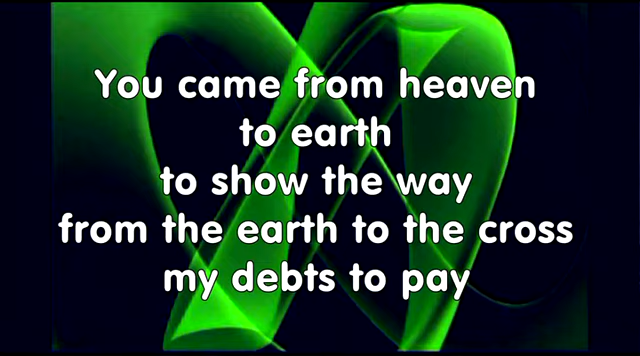 You came from heaven
to earth
to show the way
from the earth to the cross
my debts to pay